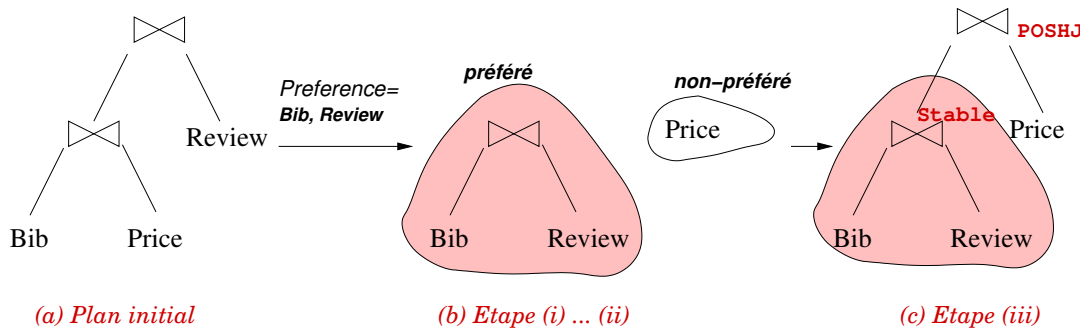 POSHJ
Preference=
Bib, Review
préféré
non-préféré
Review
Price
Stable
Price
Bib
Price
Bib
Review
Bib
Review
(a) Plan initial
(b) Etape (i) ... (ii)
(c) Etape (iii)